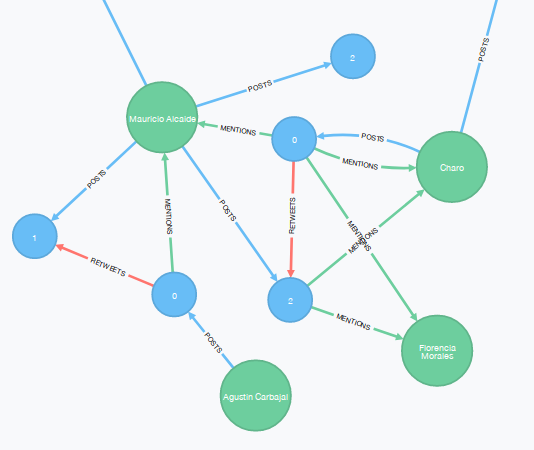 POSTS
2
POSTS
Mauricio Alcaide
MENTIONS
0
POSTS
MENTIONS
Charo
POSTS
MENTIONS
POSTS
RETWEETS
MENTIONS
MENTIONS
1
RETWEETS
0
2
MENTIONS
POSTS
Florencia
Morales
Agustin Carbajal